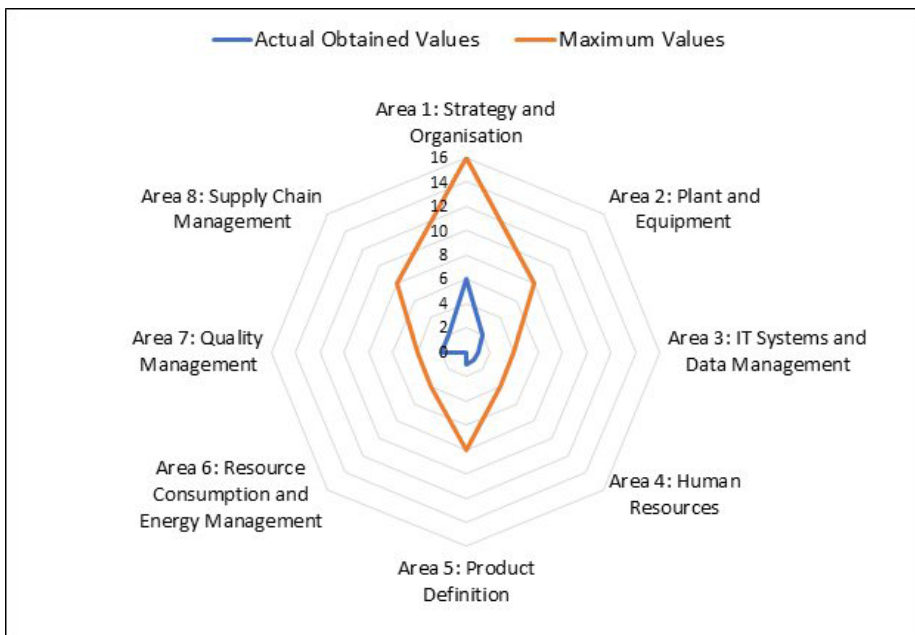 Actual Obtained Values
Maximum Values
Area 1: Strategy and
Organisation
16
14
12
10
8
6
4
2
0
Area 2: Plant and
Equipment
Area 3: IT Systems and
Data Management
Area 4: Human
Resources
Area 5: Product
Definition
Area 6: Resource
Consumption and
Energy Management
Area 7: Quality
Management
Area 8: Supply Chain
Management